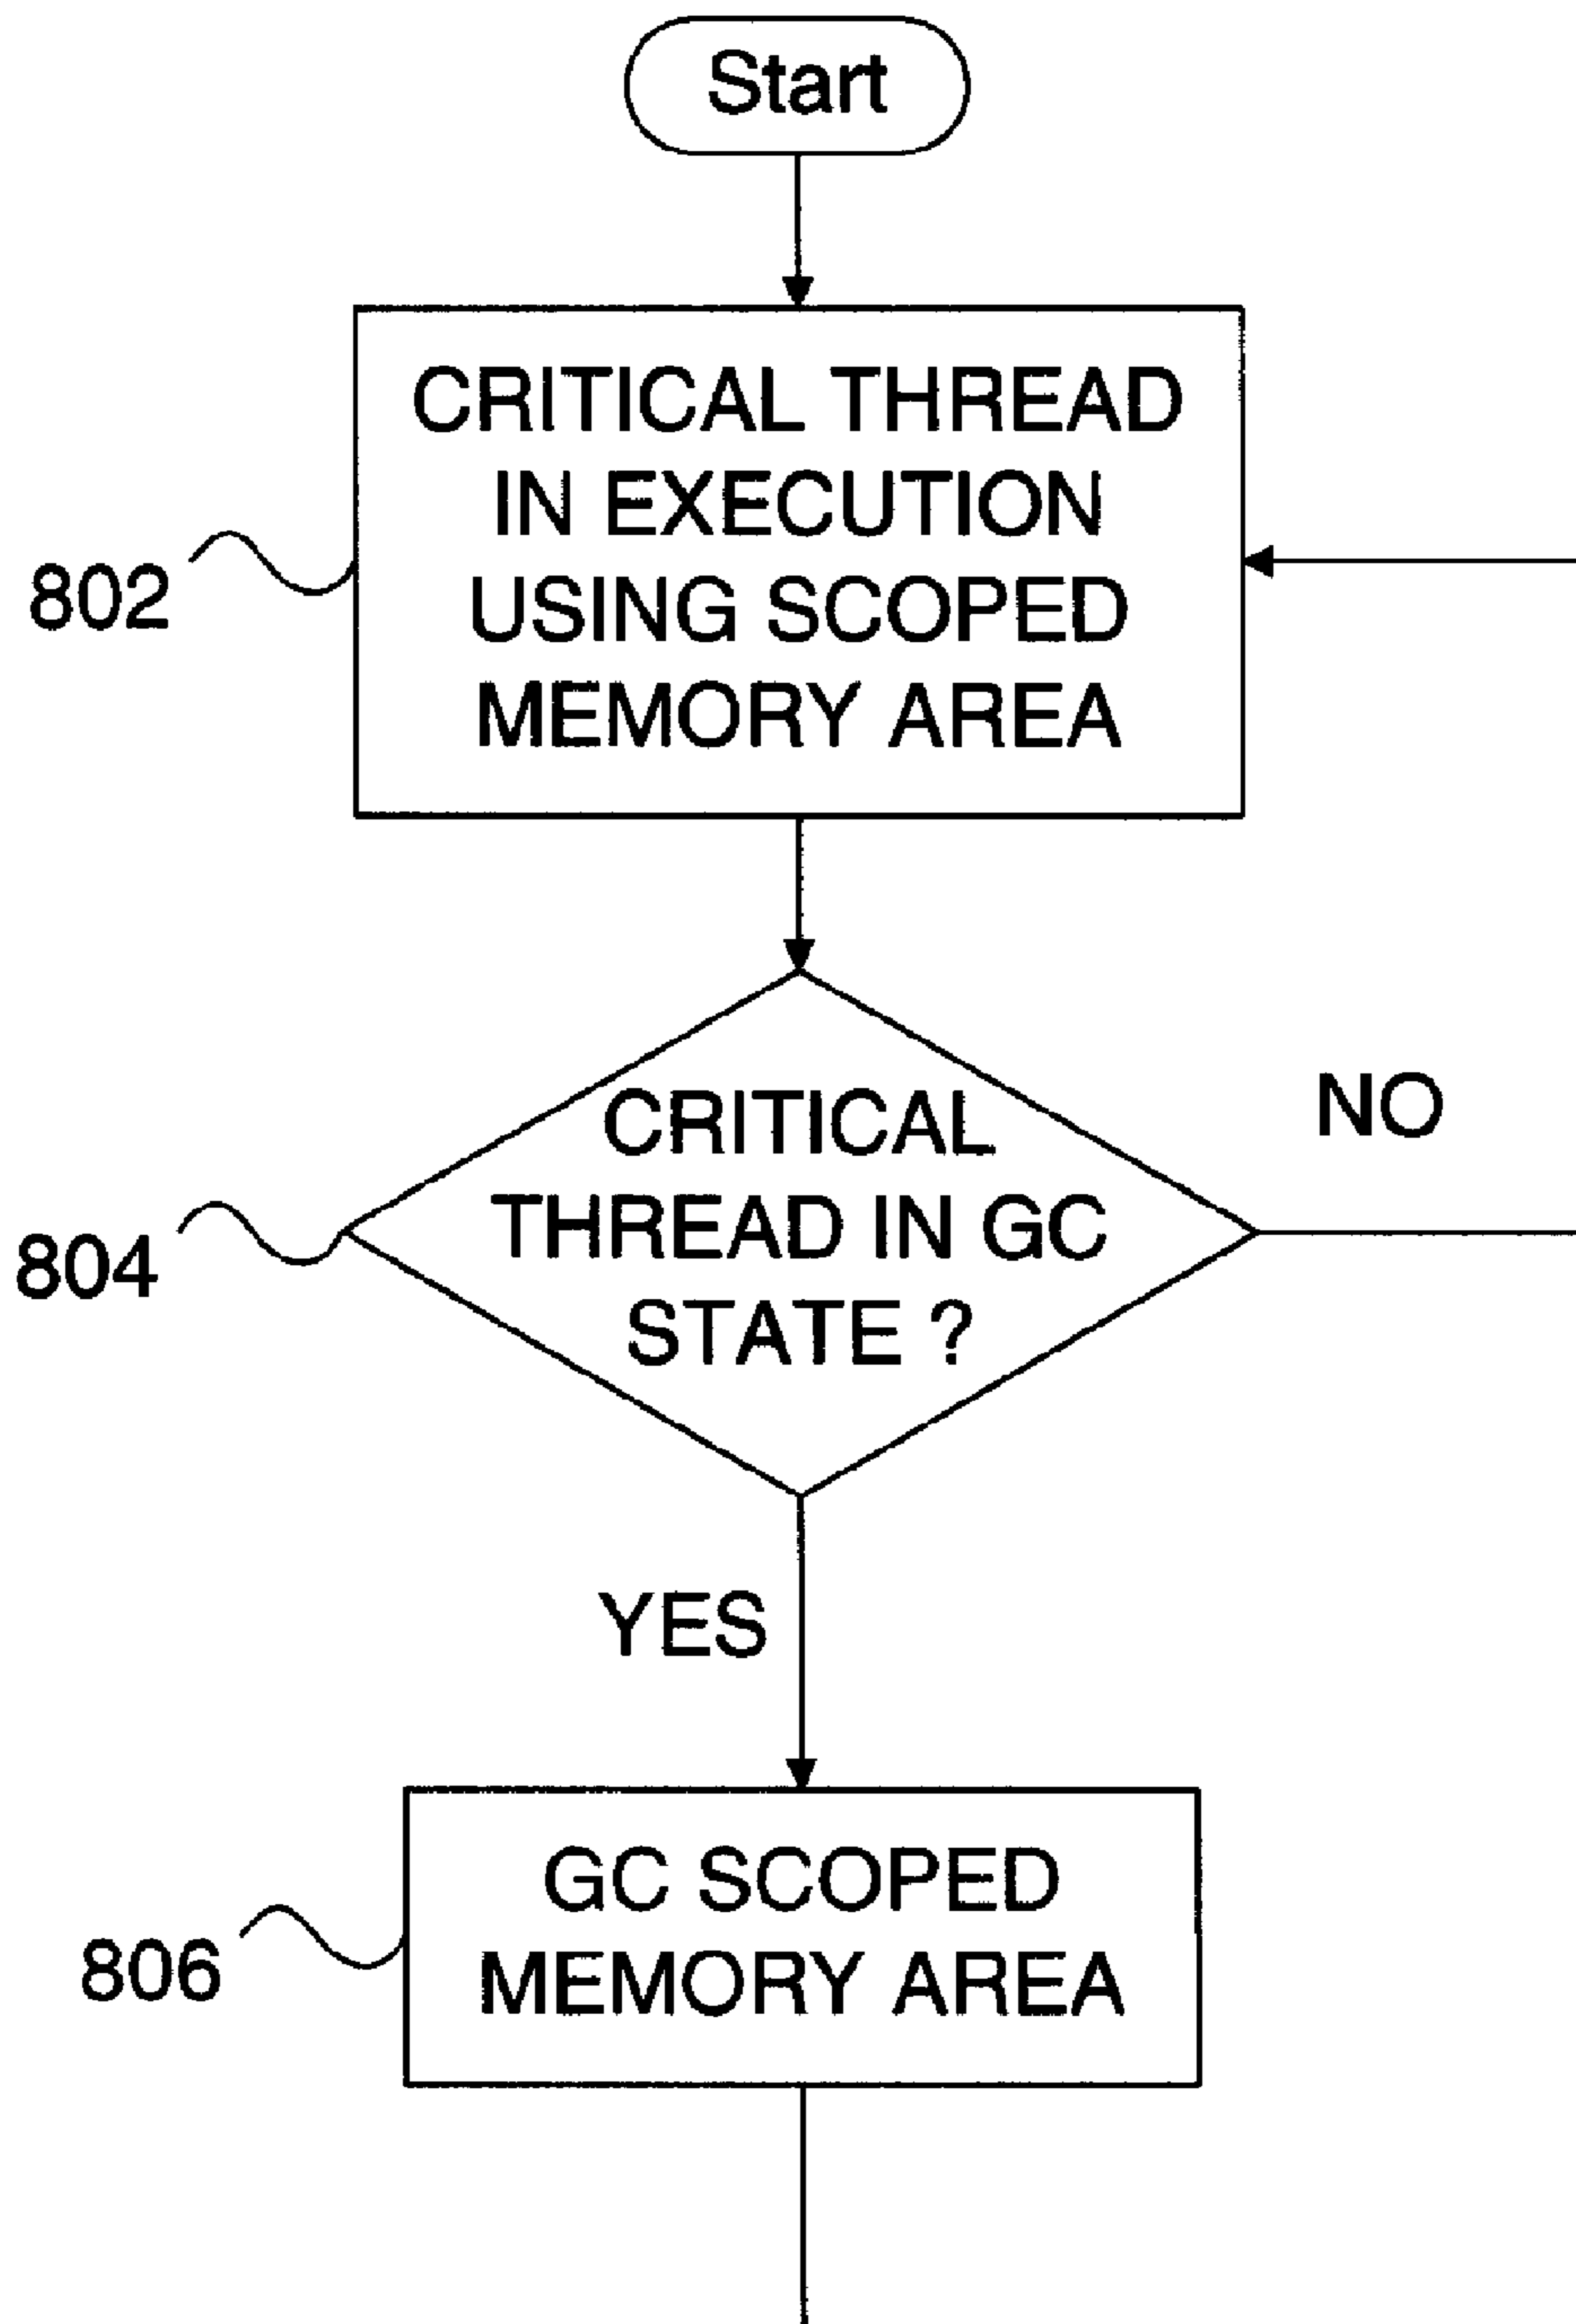 Start
CRITICAL THREAD
IN EXECUTION
USING SCOPED
MEMORY AREA
802
CRITICAL
THREAD IN GC
STATE ?
804
NO
YES
GC SCOPED
MEMORY AREA
806